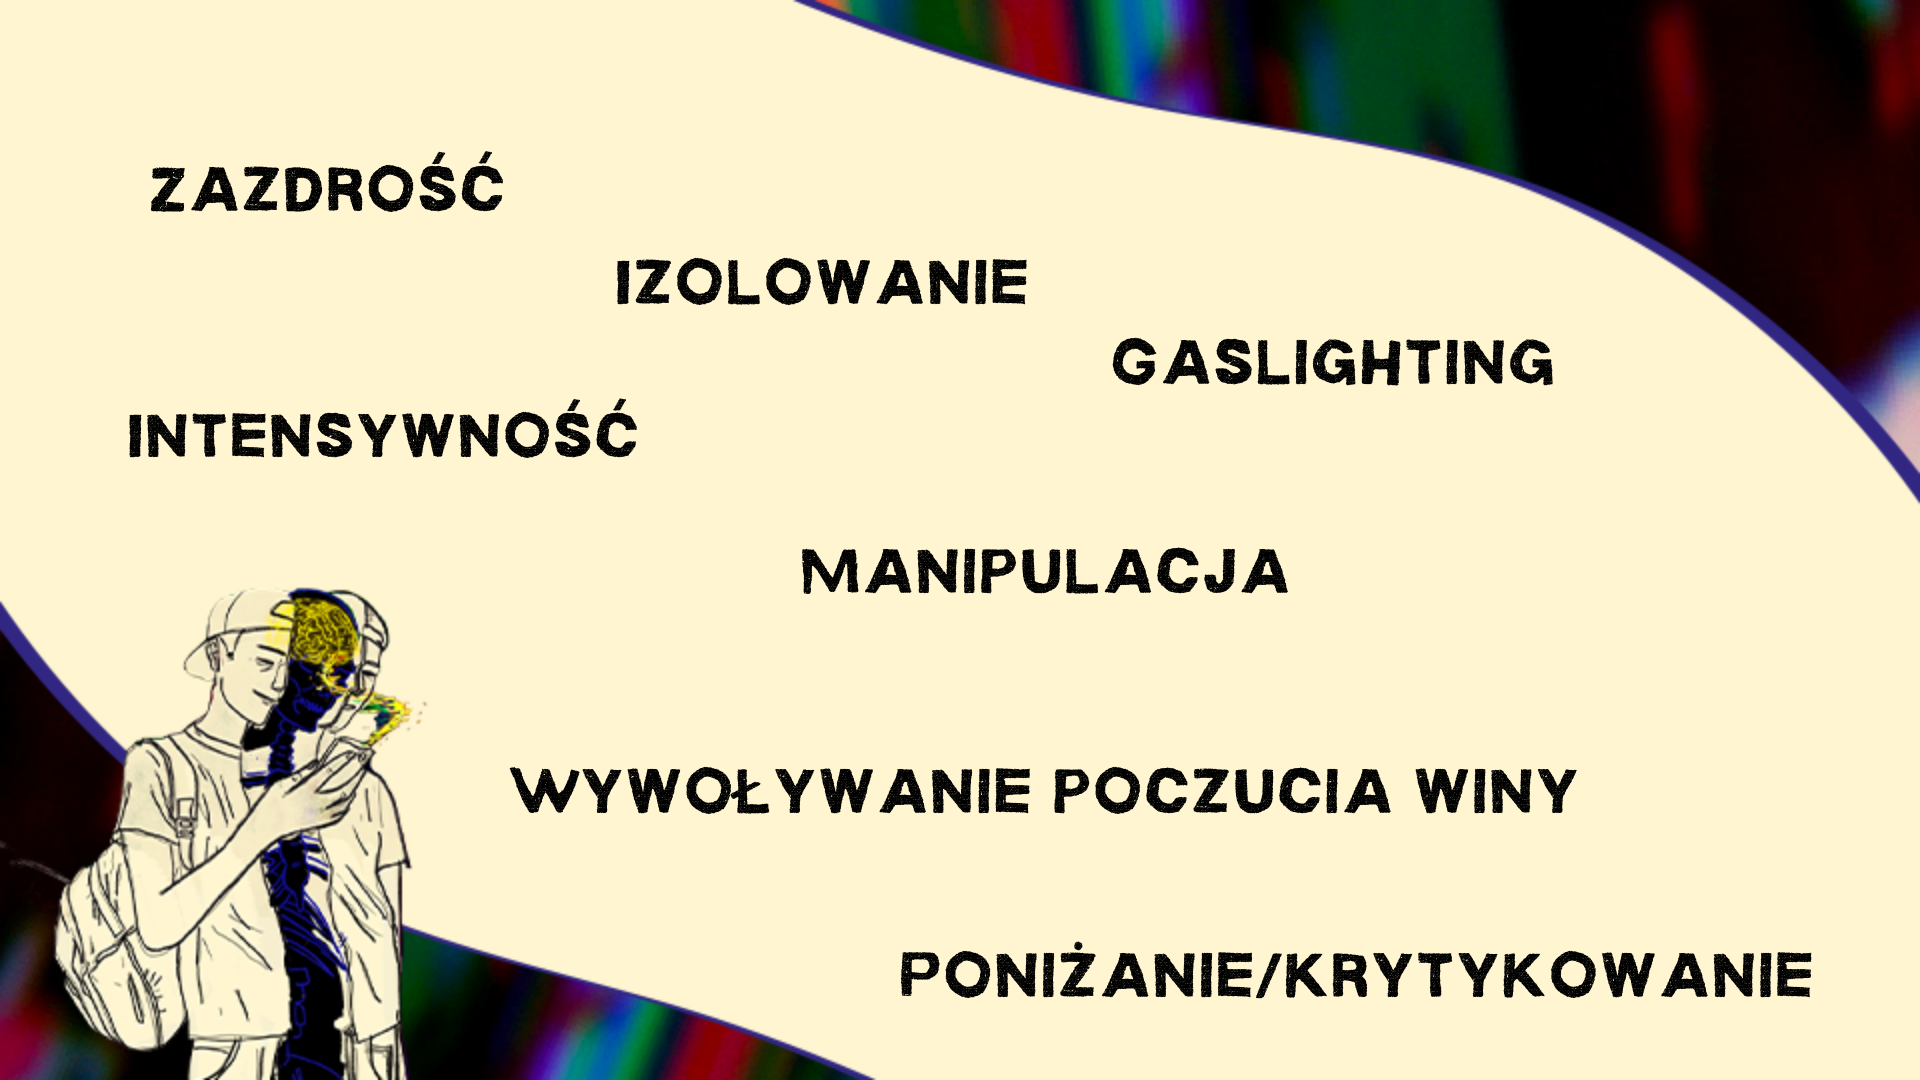 ZAZDROŚĆ
IZOLOWANIE
GASLIGHTING
INTENSYWNOŚĆ
MANIPULACJA
WYWOŁYWANIE POCZUCIA WINY
PONIŻANIE/KRYTYKOWANIE